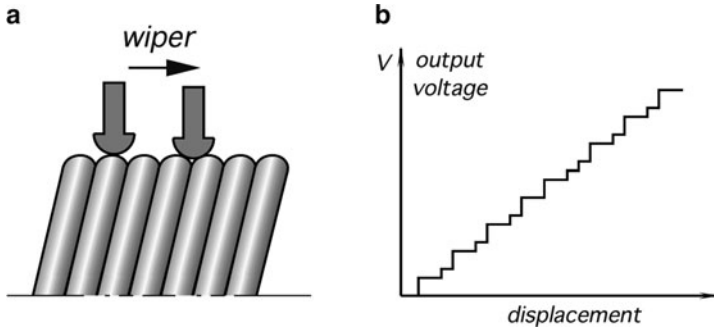 a
wiper
b
V output
voltage
displacement